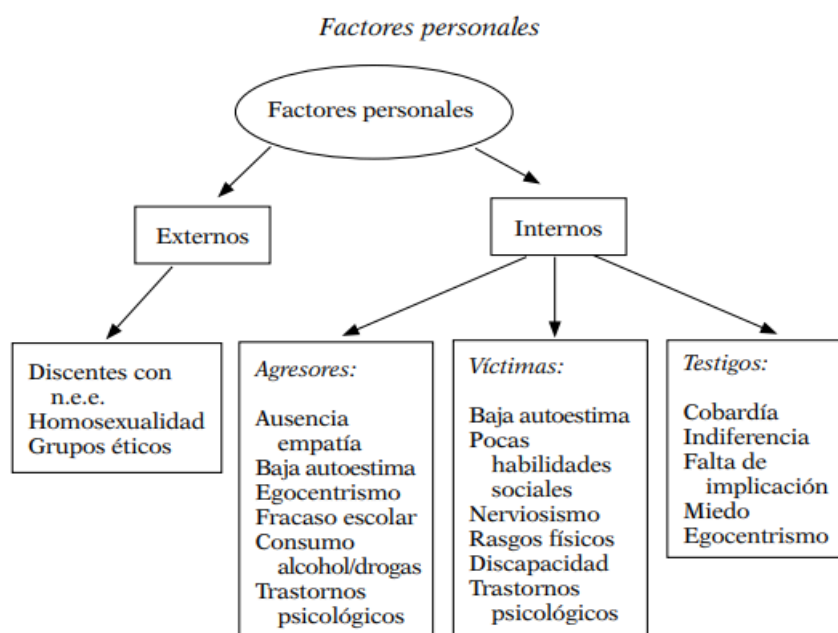 Factores personales
Factores personales
Externos
Internos
Discentes con
n.e.e.
Homosexualidad
Grupos éticos
Agresores:
Ausencia
empatía
Baja autoestima
Egocentrismo
Fracaso escolar
Consumo
alcohol/drogas
Trastornos
psicológicos
Víctimas:
Baja autoestima
Pocas
habilidades
sociales
Nerviosismo
Rasgos físicos
Discapacidad
Trastornos
psicológicos
Testigos:
Cobardía
Indiferencia
Falta de
implicación
Miedo
Egocentrismo